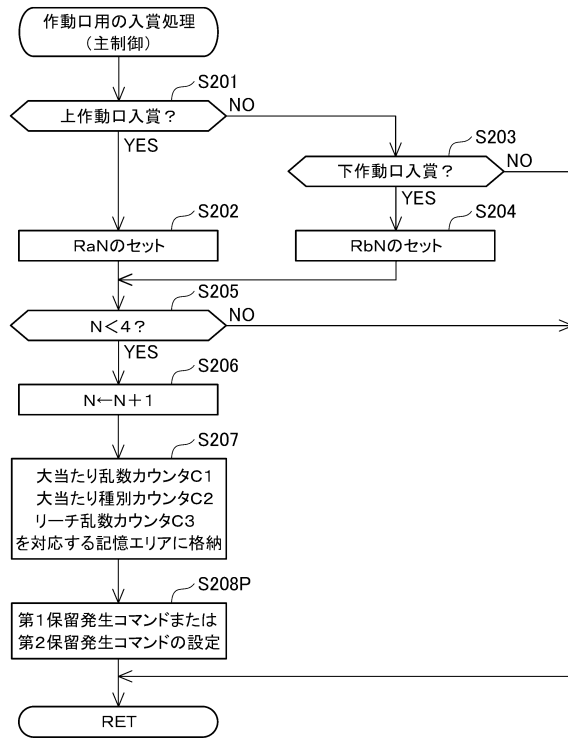 作動口用の入賞処理
（主制御）
S201
上作動口入賞？
NO
YES
S203
下作動口入賞？
NO
YES
S202
RaNのセット
S204
RbNのセット
S205
N＜4？
NO
YES
S206
N←N＋1
S207
大当たり乱数カウンタC1
大当たり種別カウンタC2
リーチ乱数カウンタC3
を対応する記憶エリアに格納
S208P
第1保留発生コマンドまたは
第2保留発生コマンドの設定
RET